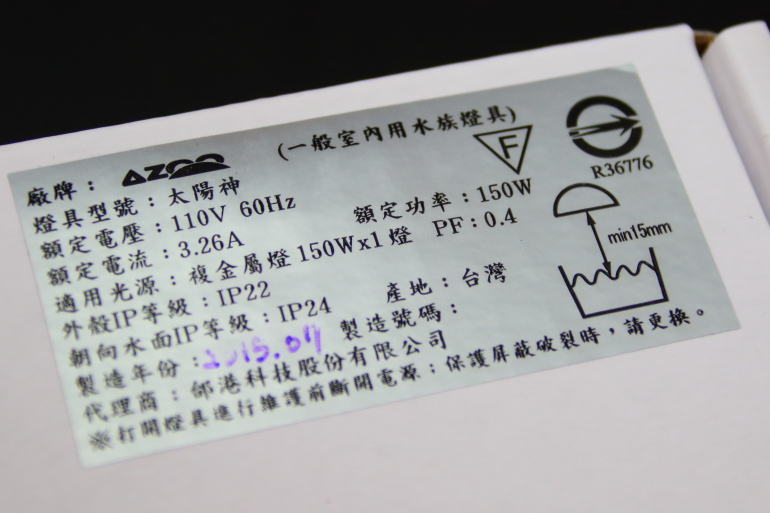 (一般室內用水族燈具)
廠牌：AZOO
F
R36776
燈具型號：太陽神
額定電壓：110V 60Hz 額定功率：150W
額定電流：3.26A
適用光源：複金屬燈150Wx1燈 PF：0.4
min15mm
外殼IP等級：IP22
朝向水面IP等級：IP24 產地：台灣
製造年份：2015.07 製造號碼：
代理商：邰港科技股份有限公司
※打開燈具進行維護前斷開電源：保護屏蔽破裂時，請更換。